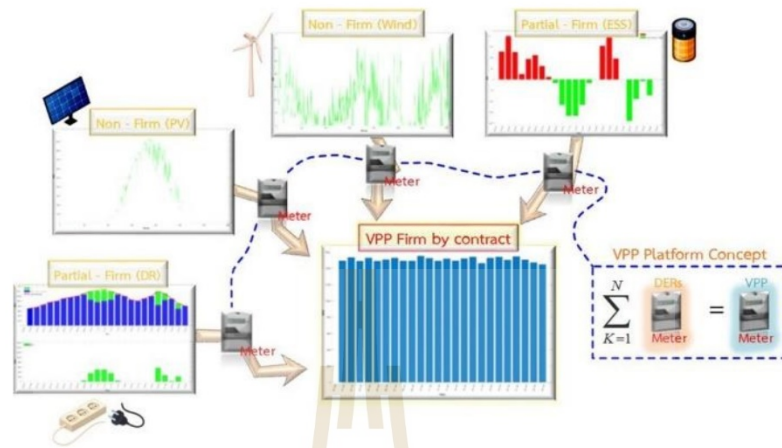 Non - Firm (Wind)
Partial - Firm (ESS)
Non - Firm (PV)
Meter
Meter
Meter
VPP Firm by contract
Partial - Firm (DR)
Meter
VPP Platform Concept
N
DERs
VPP
∑
=
K=1
Meter
Meter